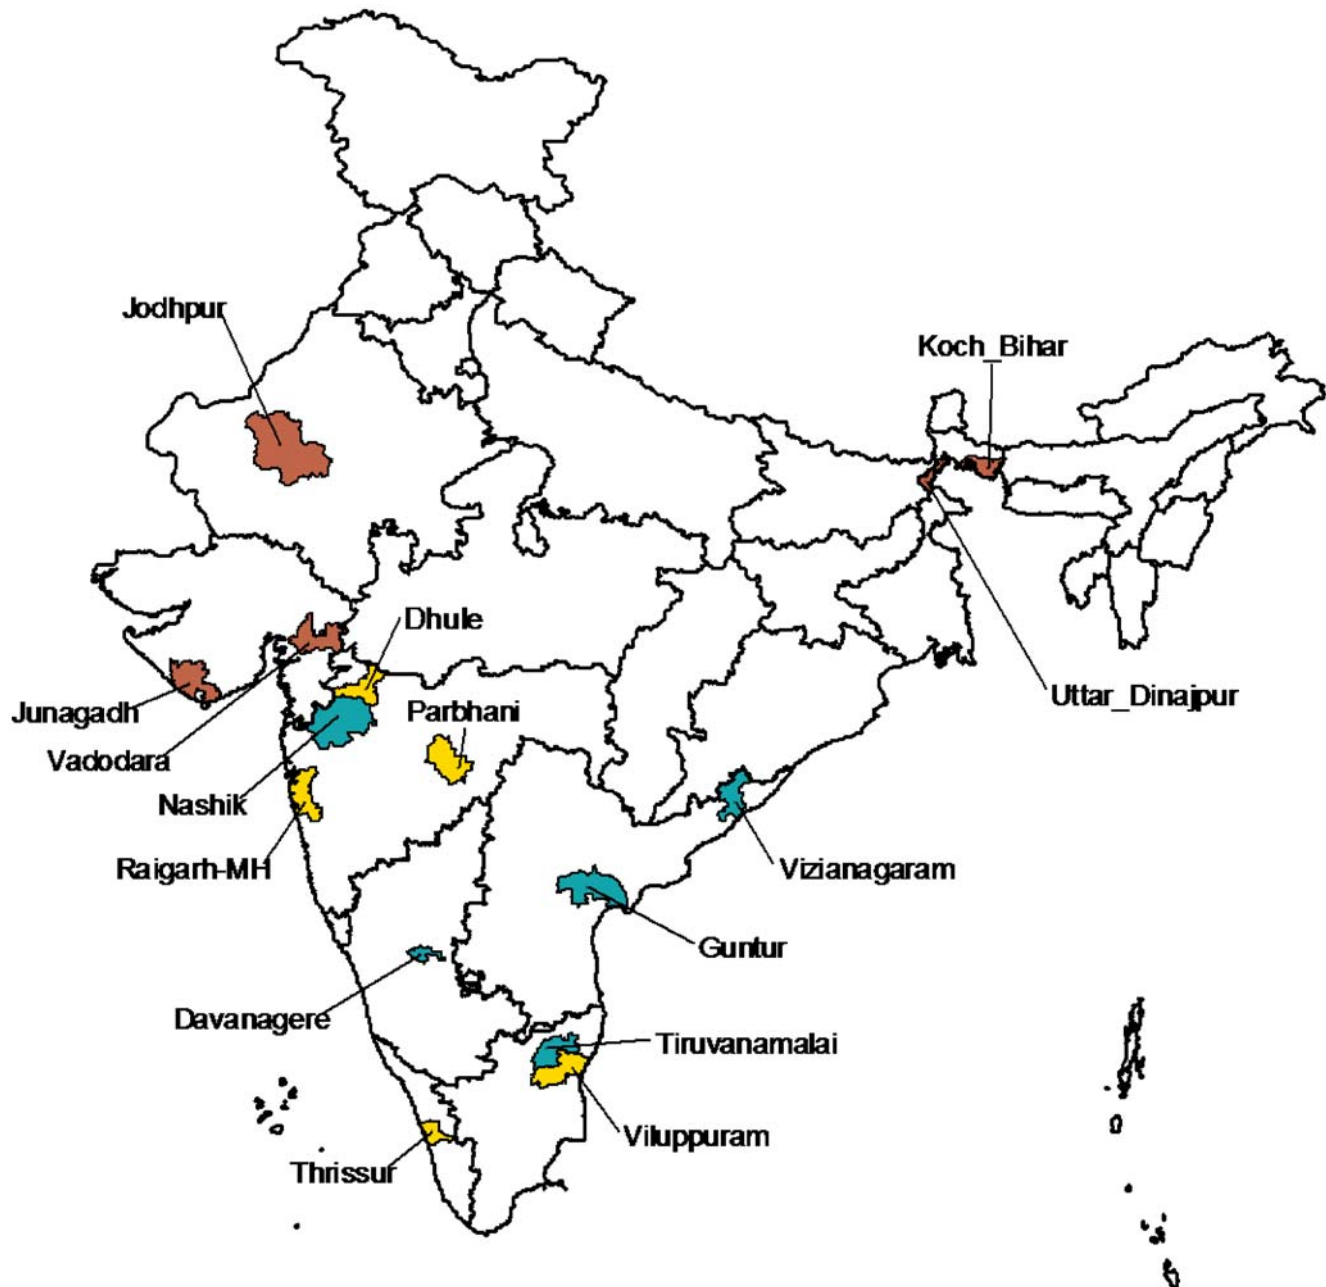 Jodhpur
Koch_Bihar
Dhule
Uttar_Dinajpur
Junagadh
Parbhani
Vadodara
Nashik
Raigarh-MH
Vizianagaram
Guntur
Davanagere
Tiruvanamalai
Viluppuram
Thrissur